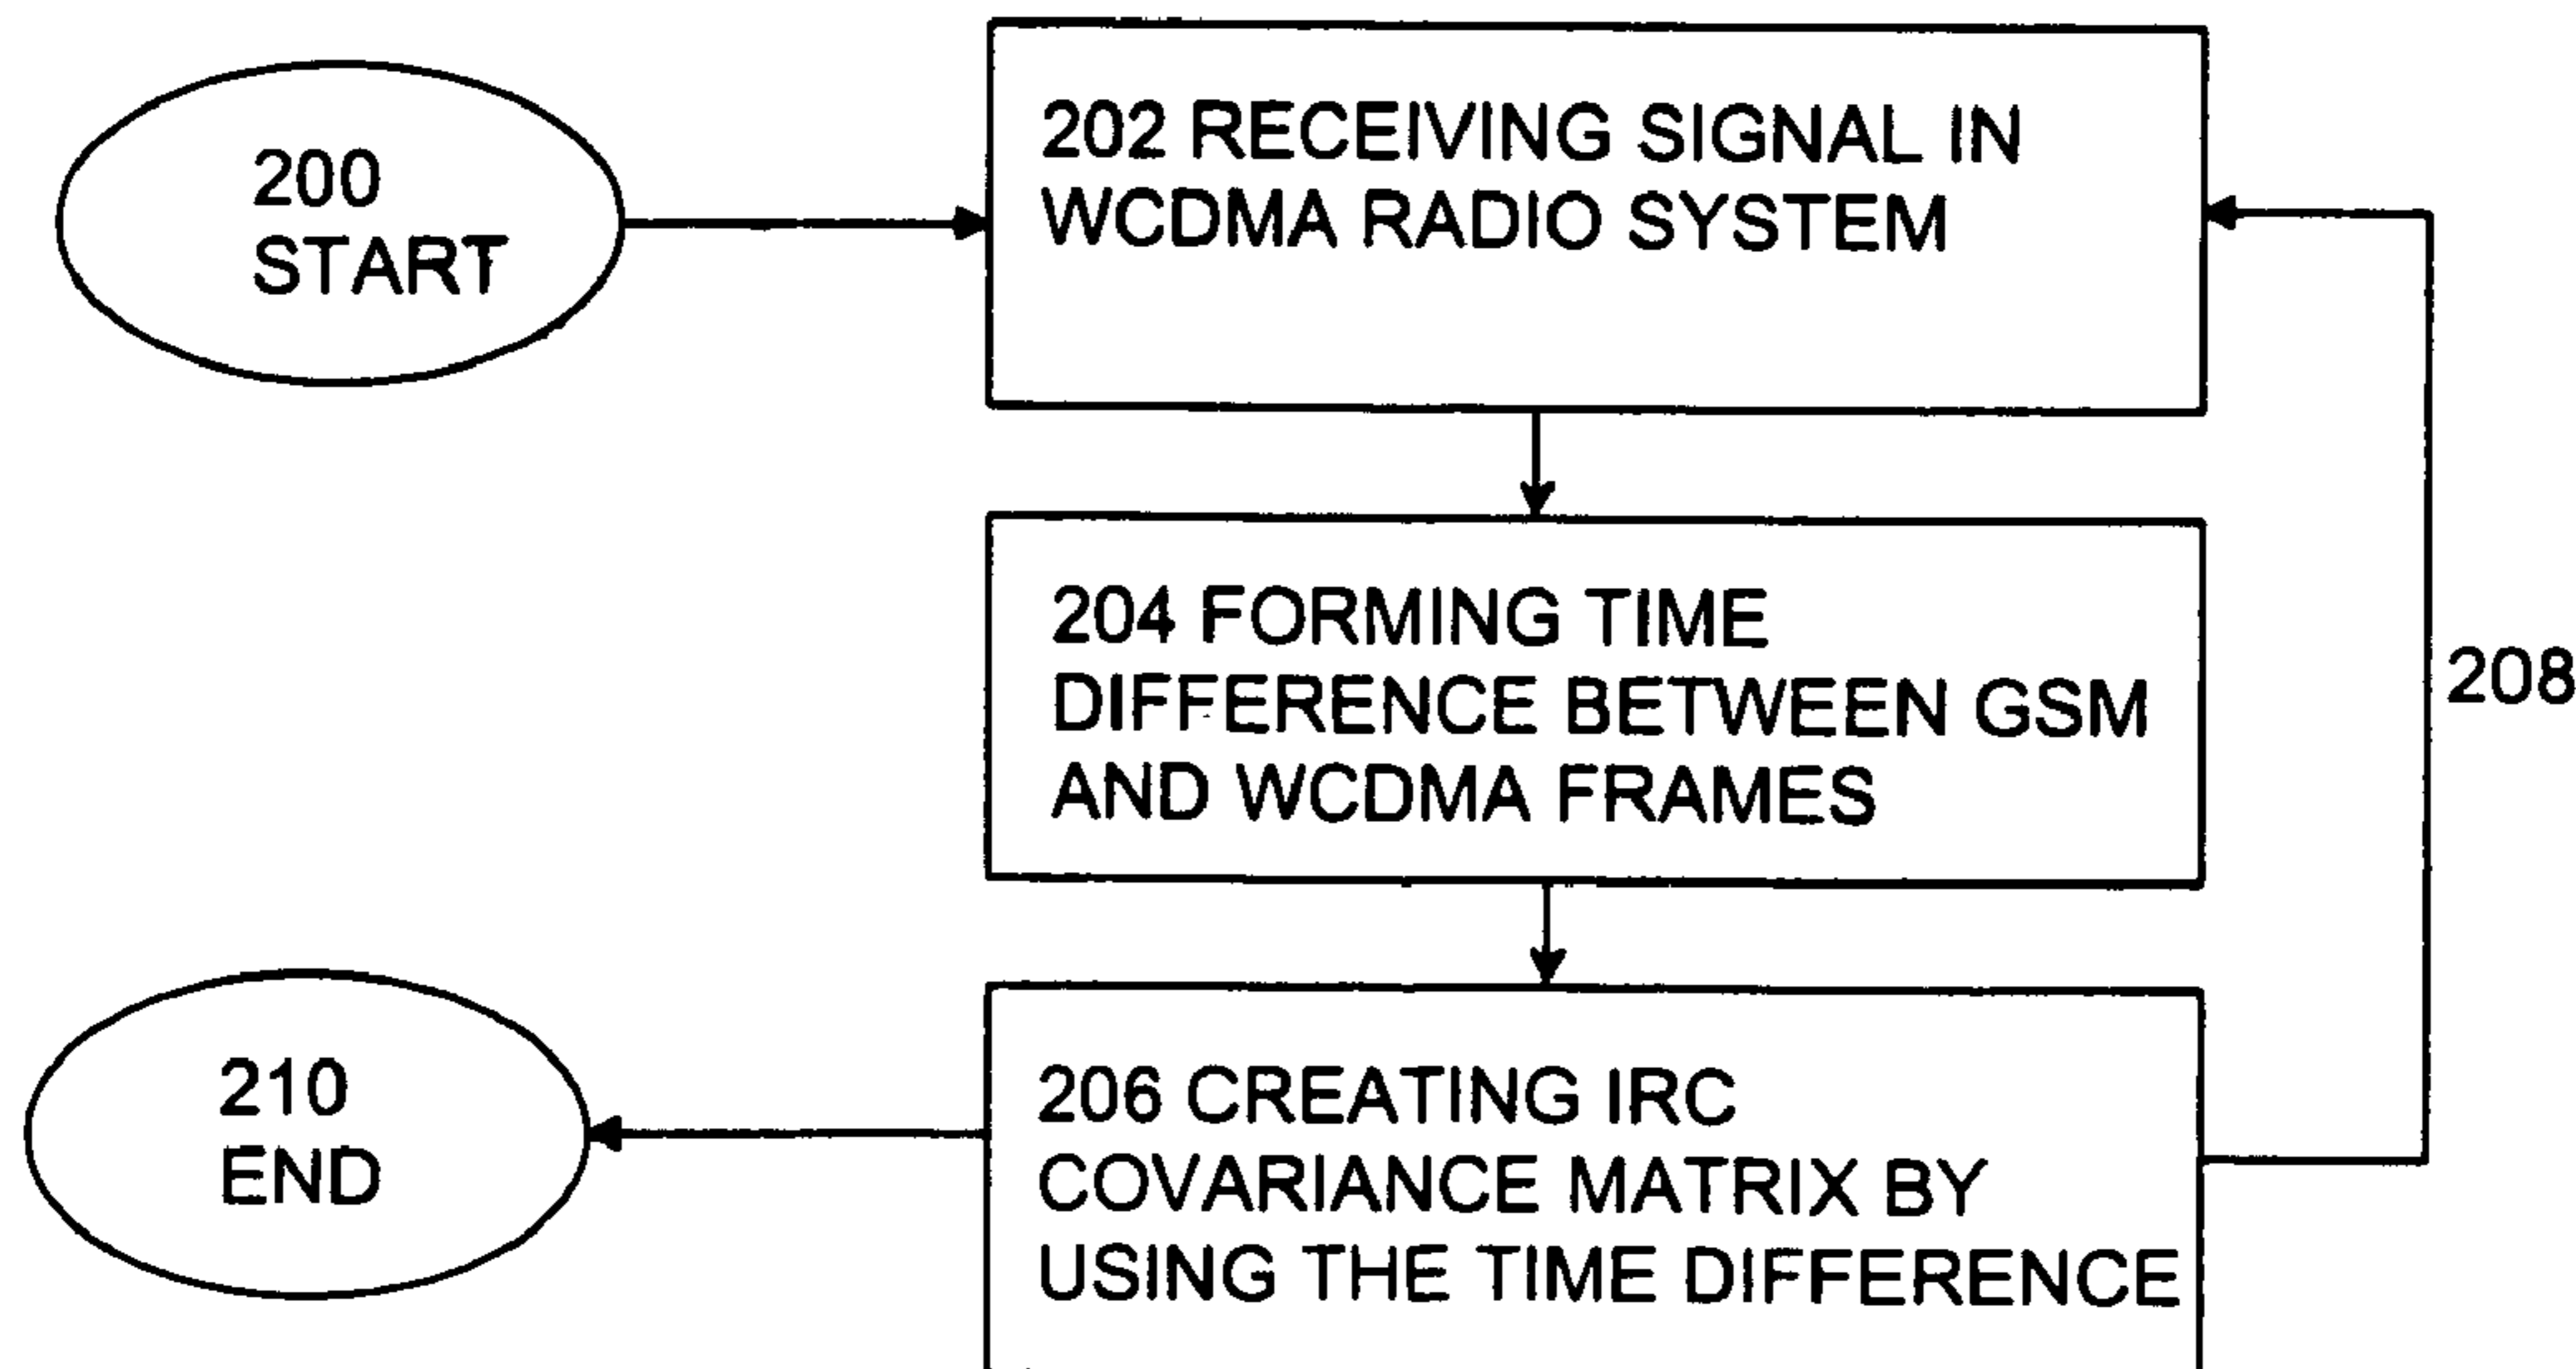 200
START
202 RECEIVING SIGNAL IN
WCDMA RADIO SYSTEM
204 FORMING TIME
DIFFERENCE BETWEEN GSM
AND WCDMA FRAMES
208
206 CREATING IRC
COVARIANCE MATRIX BY
USING THE TIME DIFFERENCE
210
END